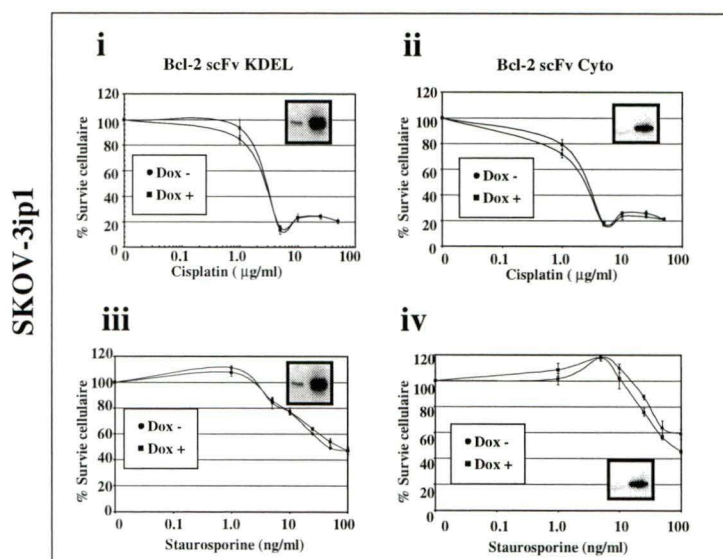 SKOV-3ip1
i
Bcl-2 scFv KDEL
% Survie cellulaire
120
100
80
60
40
20
0
Dox -
Dox +
0 0.1 1.0 10 100
Cisplatin ( µg/ml)
ii
Bcl-2 scFv Cyto
% Survie cellulaire
120
100
80
60
40
20
0
Dox -
Dox +
0 0.1 1.0 10 100
Cisplatin ( µg/ml)
iii
% Survie cellulaire
120
100
80
60
40
20
0
Dox -
Dox +
0 0.1 1.0 10 100
Staurosporine (ng/ml)
iv
% Survie cellulaire
120
100
80
60
40
20
0
Dox -
Dox +
0 0.1 1.0 10 100
Staurosporine (ng/ml)